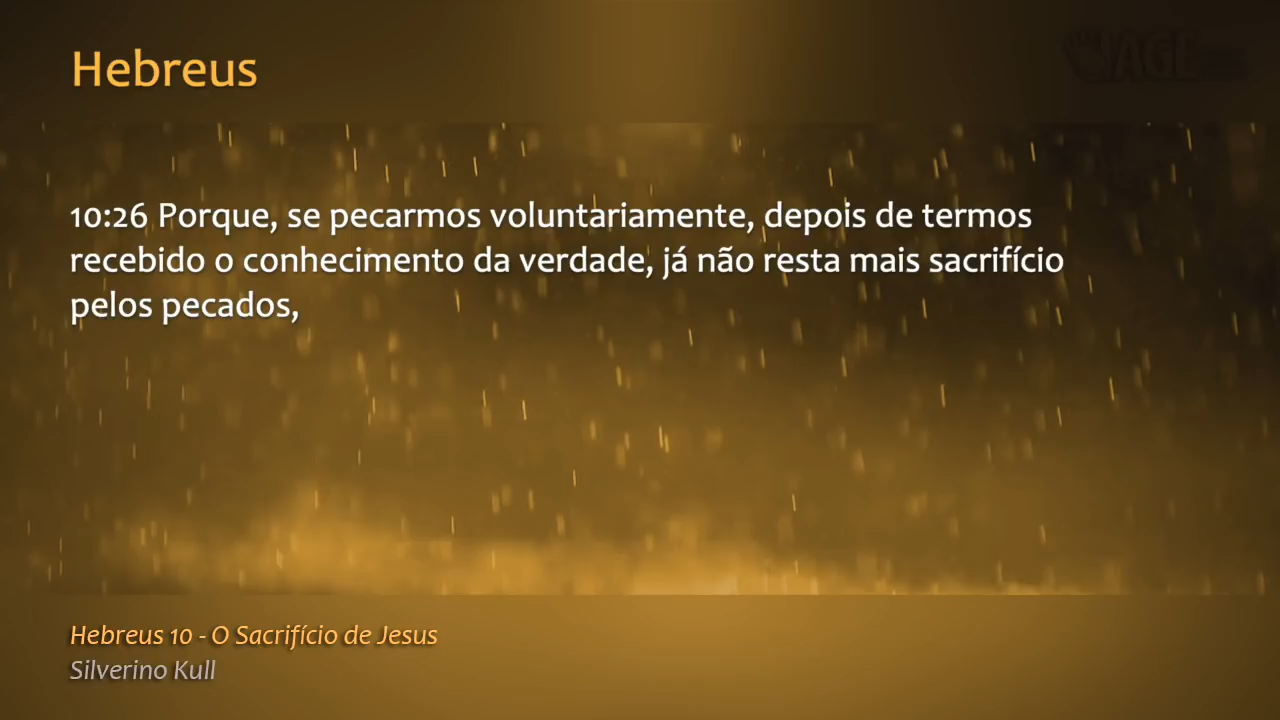 Hebreus
10:26 Porque, se pecarmos voluntariamente, depois de termos
recebido o conhecimento da verdade, já não resta mais sacrifício
pelos pecados,
Hebreus 10 - O Sacrifício de Jesus
Silverino Kull